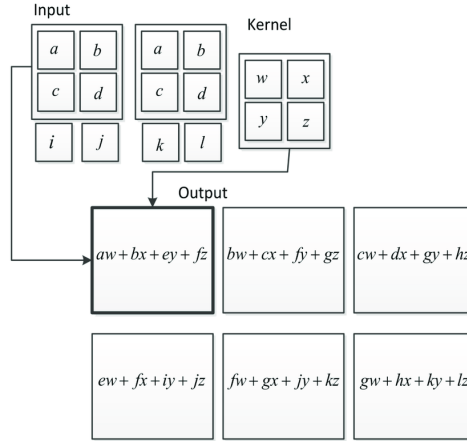 Input
Kernel
a b a b
w x
c d c d
y z
i j k l
Output
aw + bx + ey + fz bw + cx + fy + gz cw + dx + gy + hz
ew + fx + iy + jz fw + gx + jy + kz gw + hx + ky + lz